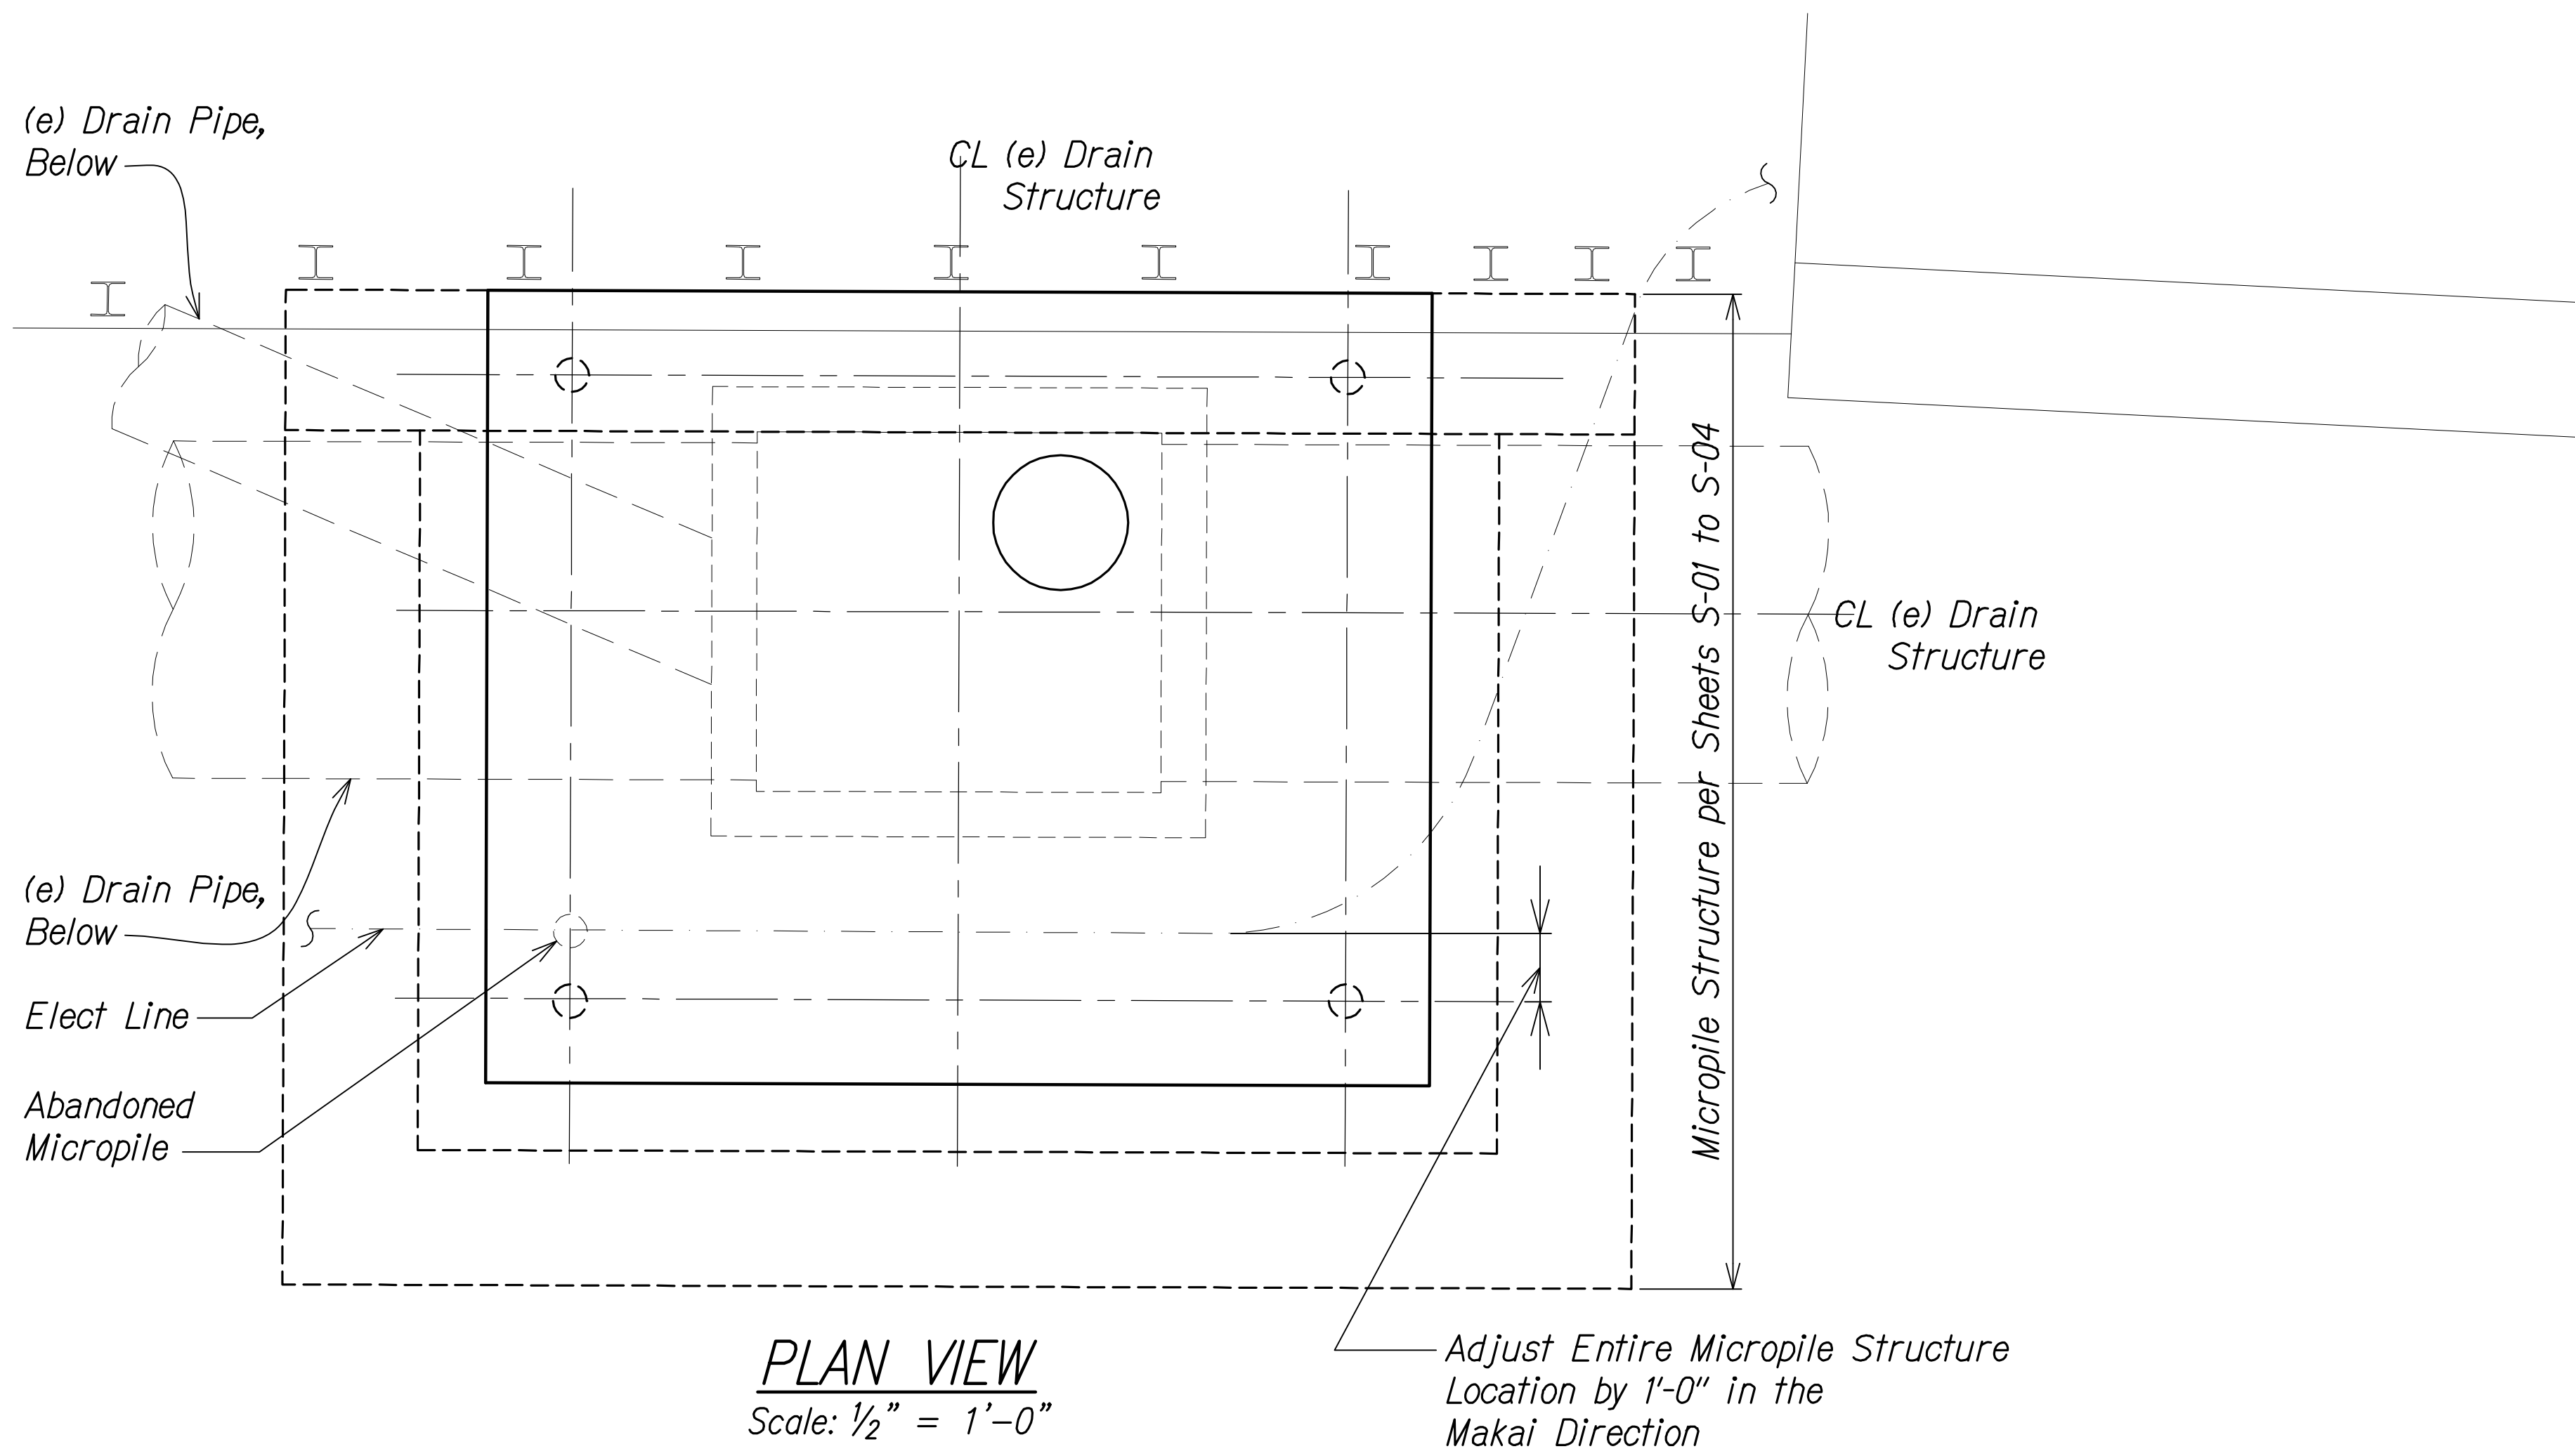 (e) Drain Pipe,
Below
CL (e) Drain
Structure
Micropile Structure per Sheets S-01 to S-04
CL (e) Drain
Structure
(e) Drain Pipe,
Below
Elect Line
Abandoned
Micropile
Adjust Entire Micropile Structure
Location by 1'-0" in the
Makai Direction
PLAN VIEW
Scale: ½" = 1'-0"